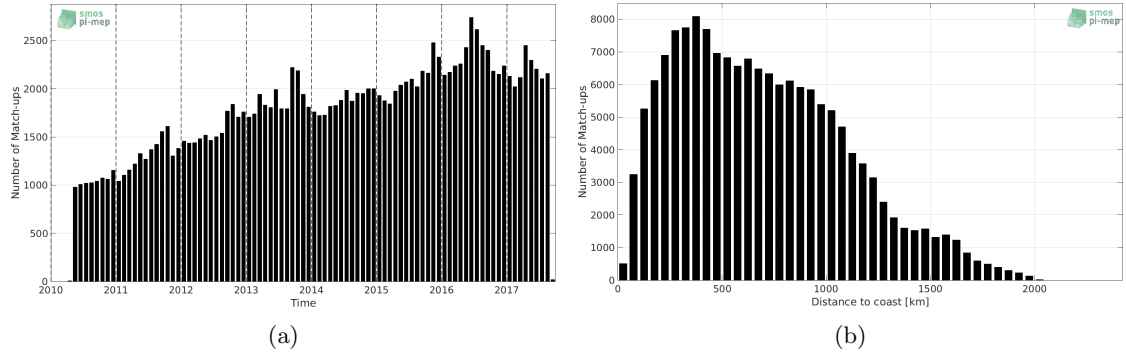 smos
pi-mep
Number of Match-ups
2500
2000
1500
1000
500
0
2010 2011 2012 2013 2014 2015 2016 2017
Time
(a)
smos
pi-mep
Number of Match-ups
8000
7000
6000
5000
4000
3000
2000
1000
0
0 500 1000 1500 2000
Distance to coast [km]
(b)